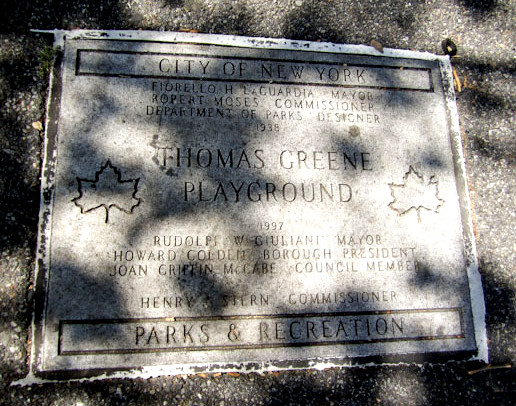 CITY OF NEW YORK
FIORELLO H. LAGUARDIA MAYOR
ROBERT MOSES COMMISSIONER
DEPARTMENT OF PARKS DESIGNER
1938
THOMAS GREENE
PLAYGROUND
1997
RUDOLPH W. GIULIANI MAYOR
HOWARD GOLDEN BOROUGH PRESIDENT
JOAN GRIFFIN MCCABE COUNCIL MEMBER
HENRY J. STERN COMMISSIONER
PARKS & RECREATION